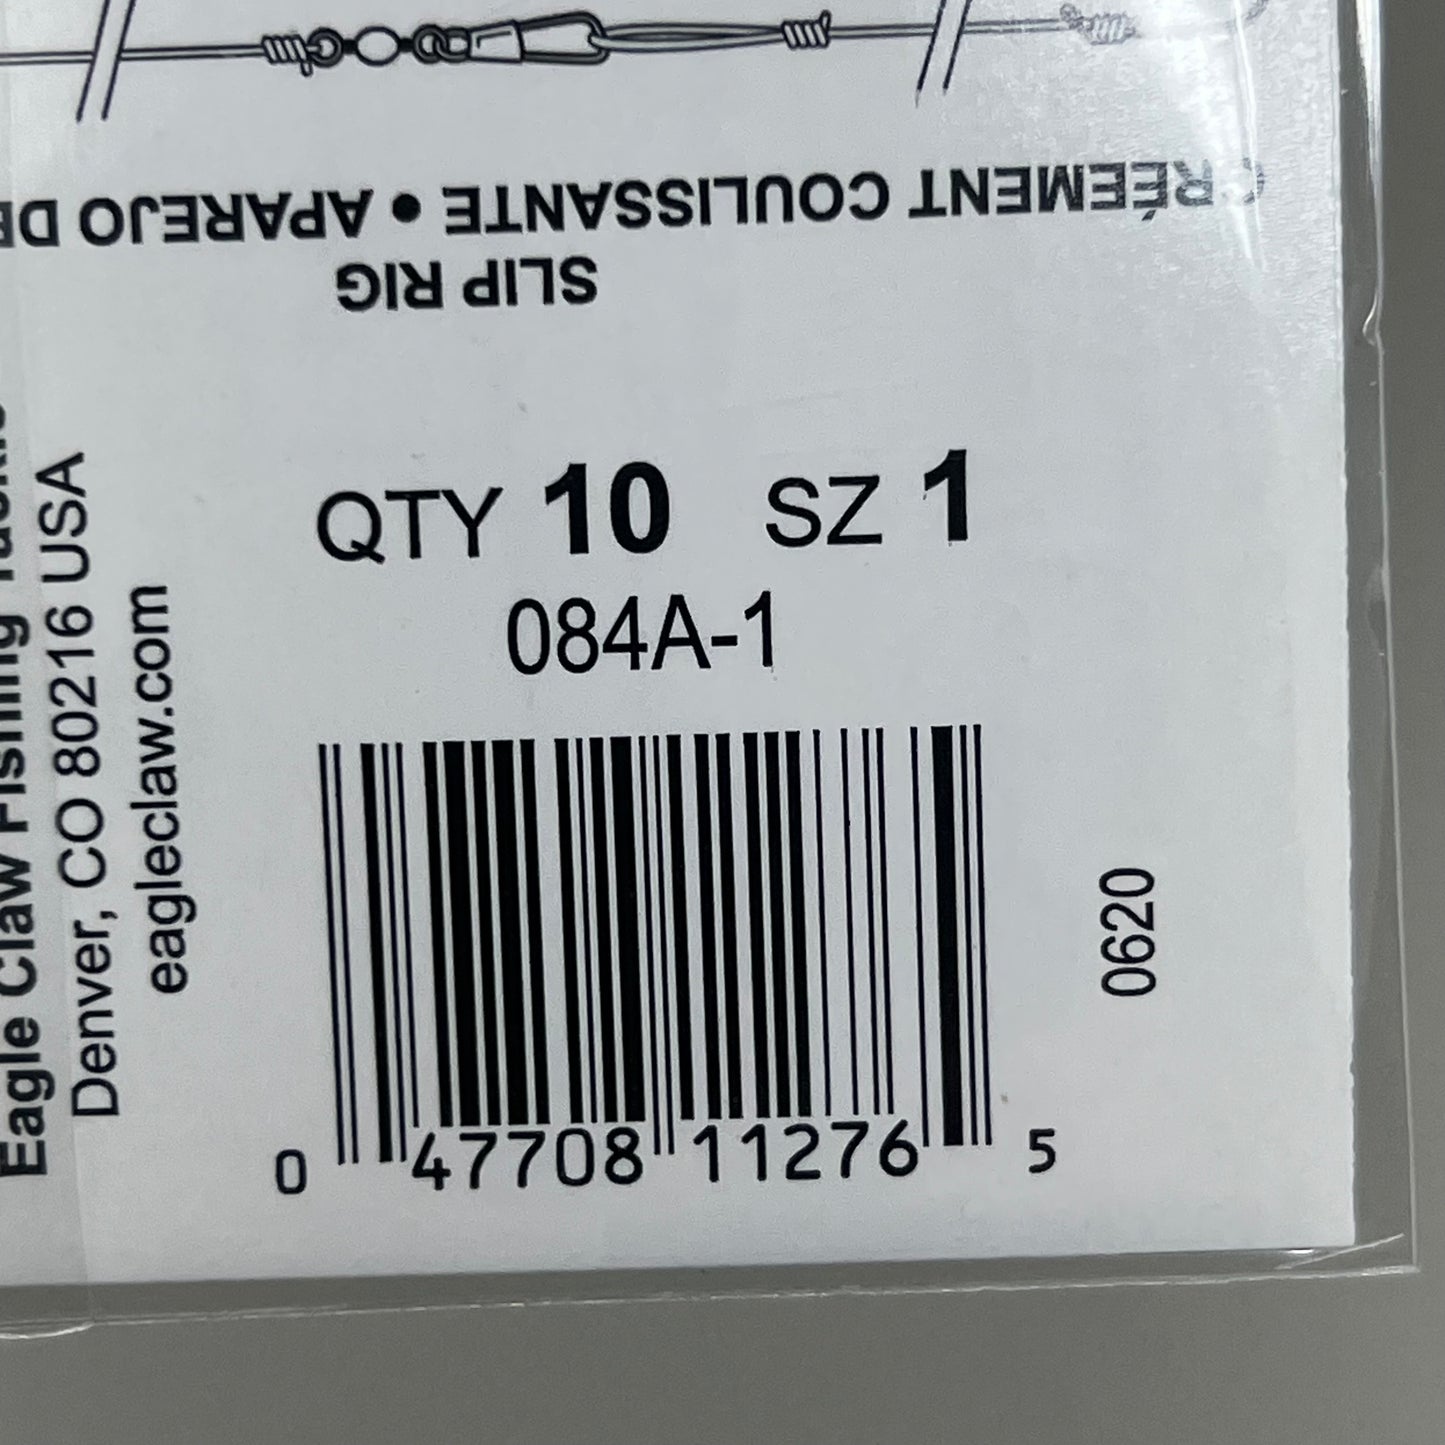 GRÉEMENT COULISSANTE • APAREJO DE
SLIP RIG
QTY 10 SZ 1
084A-1
0 47708 11276 5
0620
Eagle Claw Fishing Tackle
Denver, CO 80216 USA
eagleclaw.com